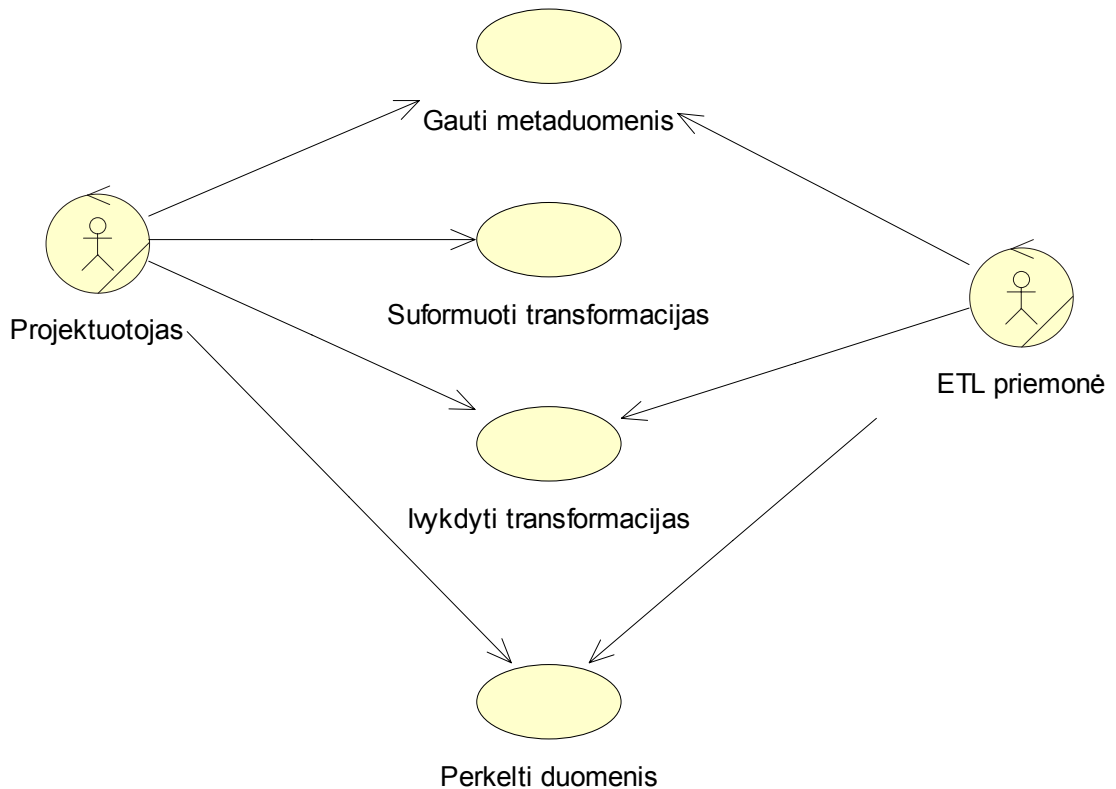 Gauti metaduomenis
Projektuotojas
Suformuoti transformacijas
ETL priemonė
Ivykdyti transformacijas
Perkelti duomenis